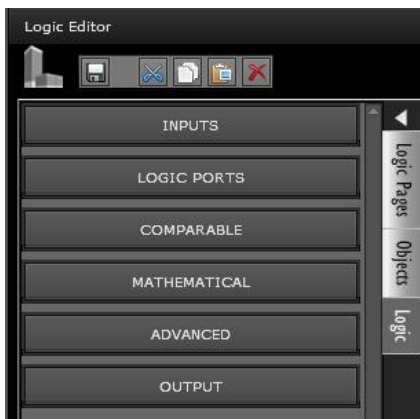 Logic Editor
INPUTS
LOGIC PORTS
COMPARABLE
MATHEMATICAL
ADVANCED
OUTPUT
Logic Pages
Objects
Logic